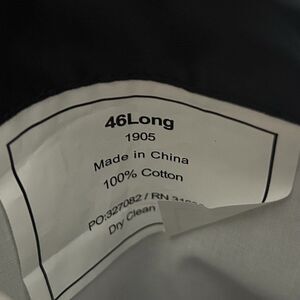 46Long
1905
Made in China
100% Cotton
PO:327082 / RN
Dry Clean